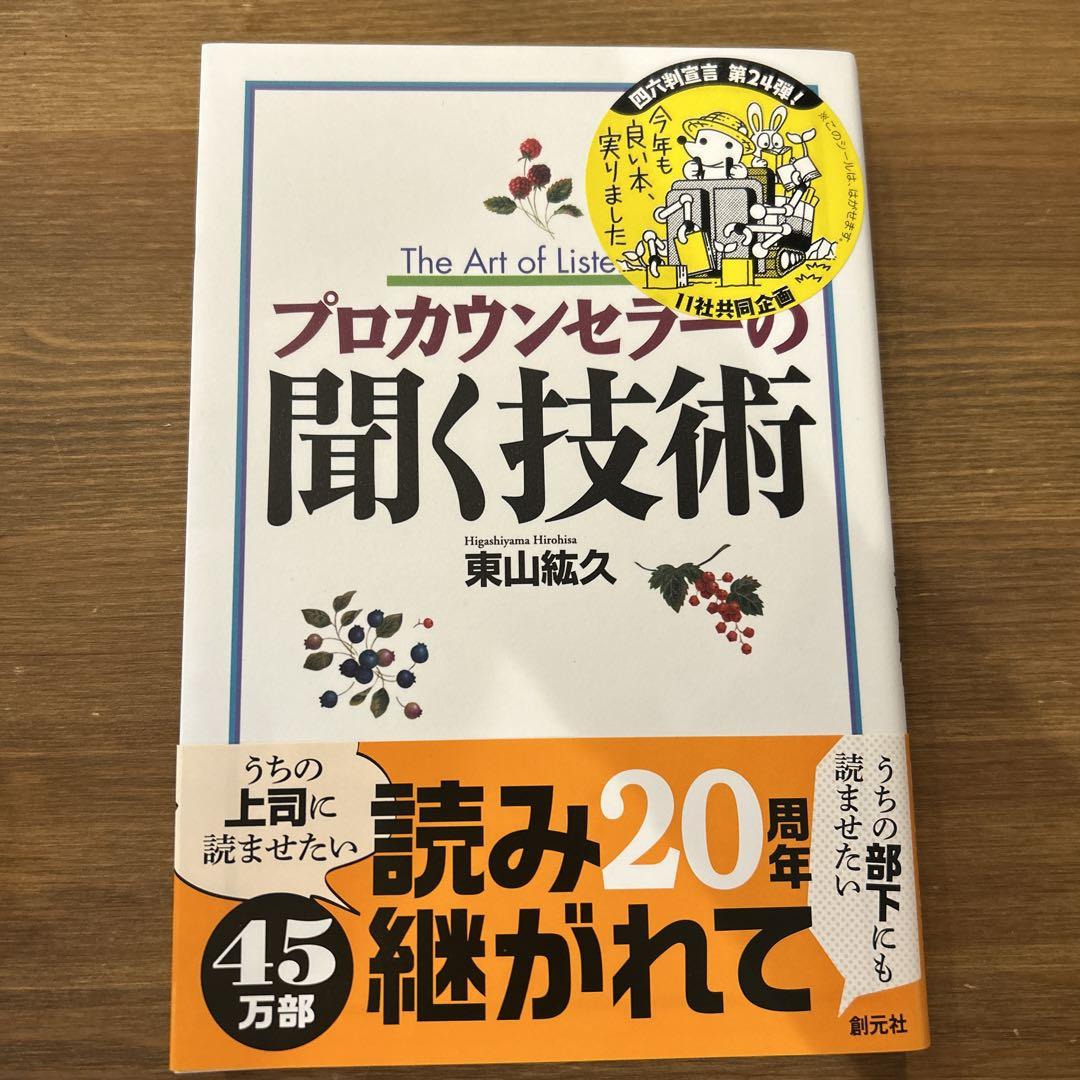 四六判宣言 第24弾!
今年も
良い本、
実りました
※このシールは、はがせます。
11社共同企画
The Art of Liste
プロカウンセラーの
聞く技術
Higashiyama Hirohisa
東山紘久
うちの
上司に
読ませたい
読み20周年
継がれて
45
万部
うちの部下にも
読ませたい
創元社